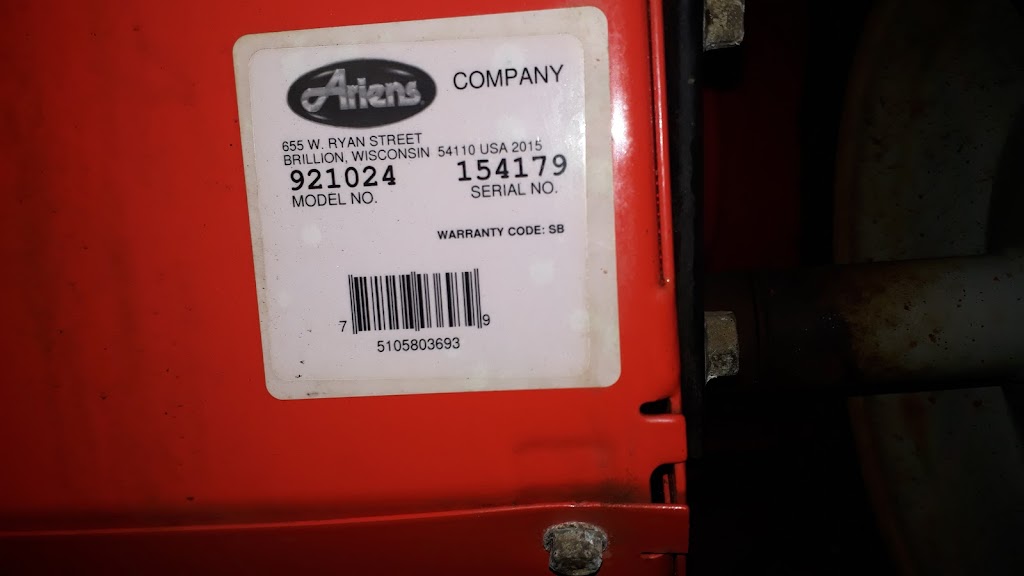 Ariens COMPANY
655 W. RYAN STREET
BRILLION, WISCONSIN 54110 USA 2015
921024 154179
MODEL NO. SERIAL NO.
WARRANTY CODE: SB
7 9
5105803693